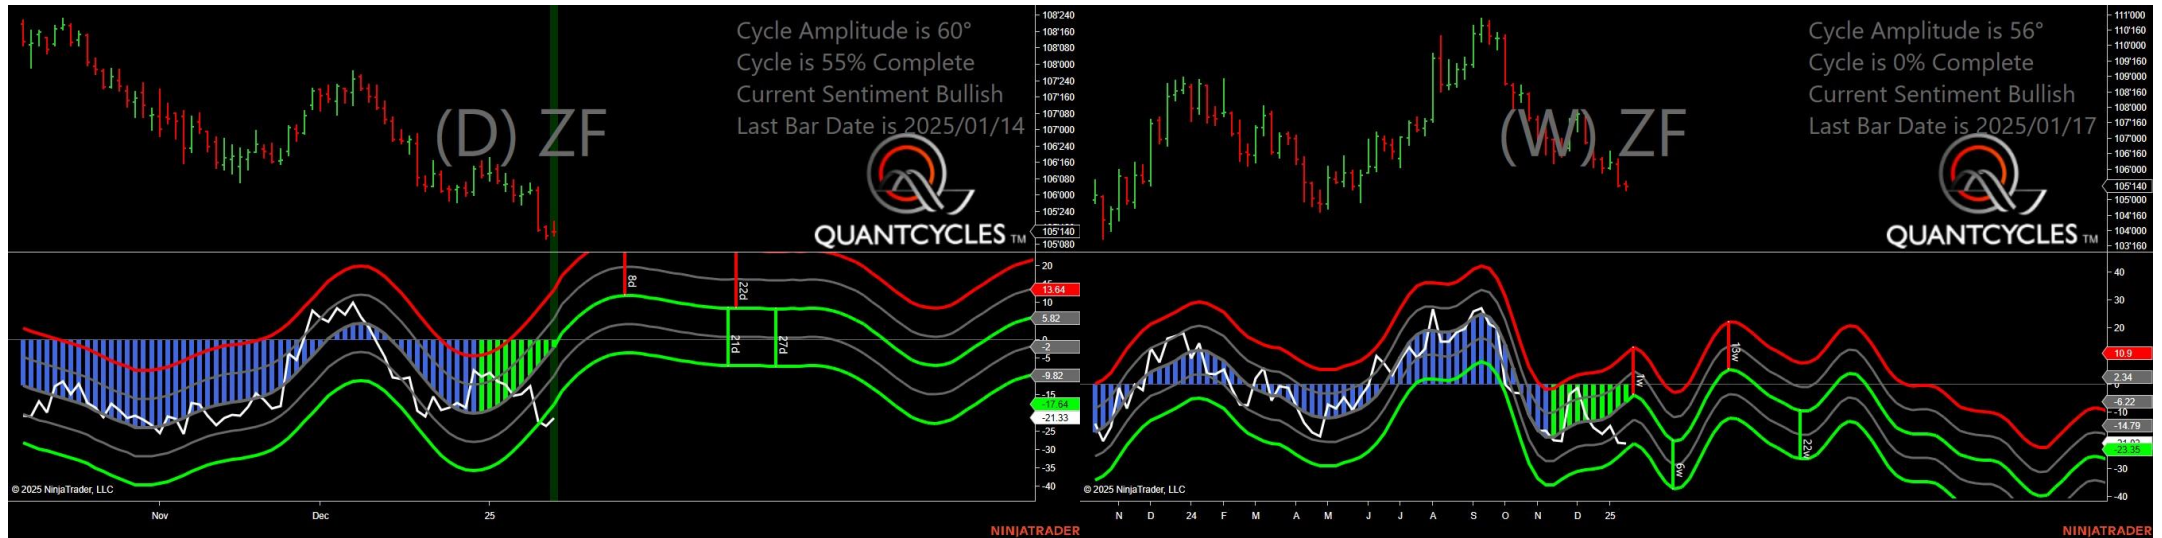 Cycle Amplitude is 60°
Cycle is 55% Complete
Current Sentiment Bullish
Last Bar Date is 2025/01/14
(D) ZF
QUANTCYCLES TM
108'240
108'160
108'080
108'000
107'240
107'160
107'080
107'000
106'240
106'160
106'080
106'000
105'240
105'140
105'080
8d
22d
21d
27d
20
13.64
10
5.82
-2
-5
-9.82
-15
-17.64
-21.33
-25
-30
-35
-40
© 2025 NinjaTrader, LLC
Nov
Dec
25
NINJATRADER
Cycle Amplitude is 56°
Cycle is 0% Complete
Current Sentiment Bullish
Last Bar Date is 2025/01/17
(W) ZF
QUANTCYCLES TM
111'000
110'160
110'000
109'160
109'000
108'160
108'000
107'160
107'000
106'160
106'000
105'140
105'000
104'160
104'000
103'160
1w
13w
6w
40
30
20
10.9
2.34
-6.22
-10
-14.79
-23.35
-30
-40
© 2025 NinjaTrader, LLC
N D 24 F M A M J J A S O N D 25
NINJATRADER